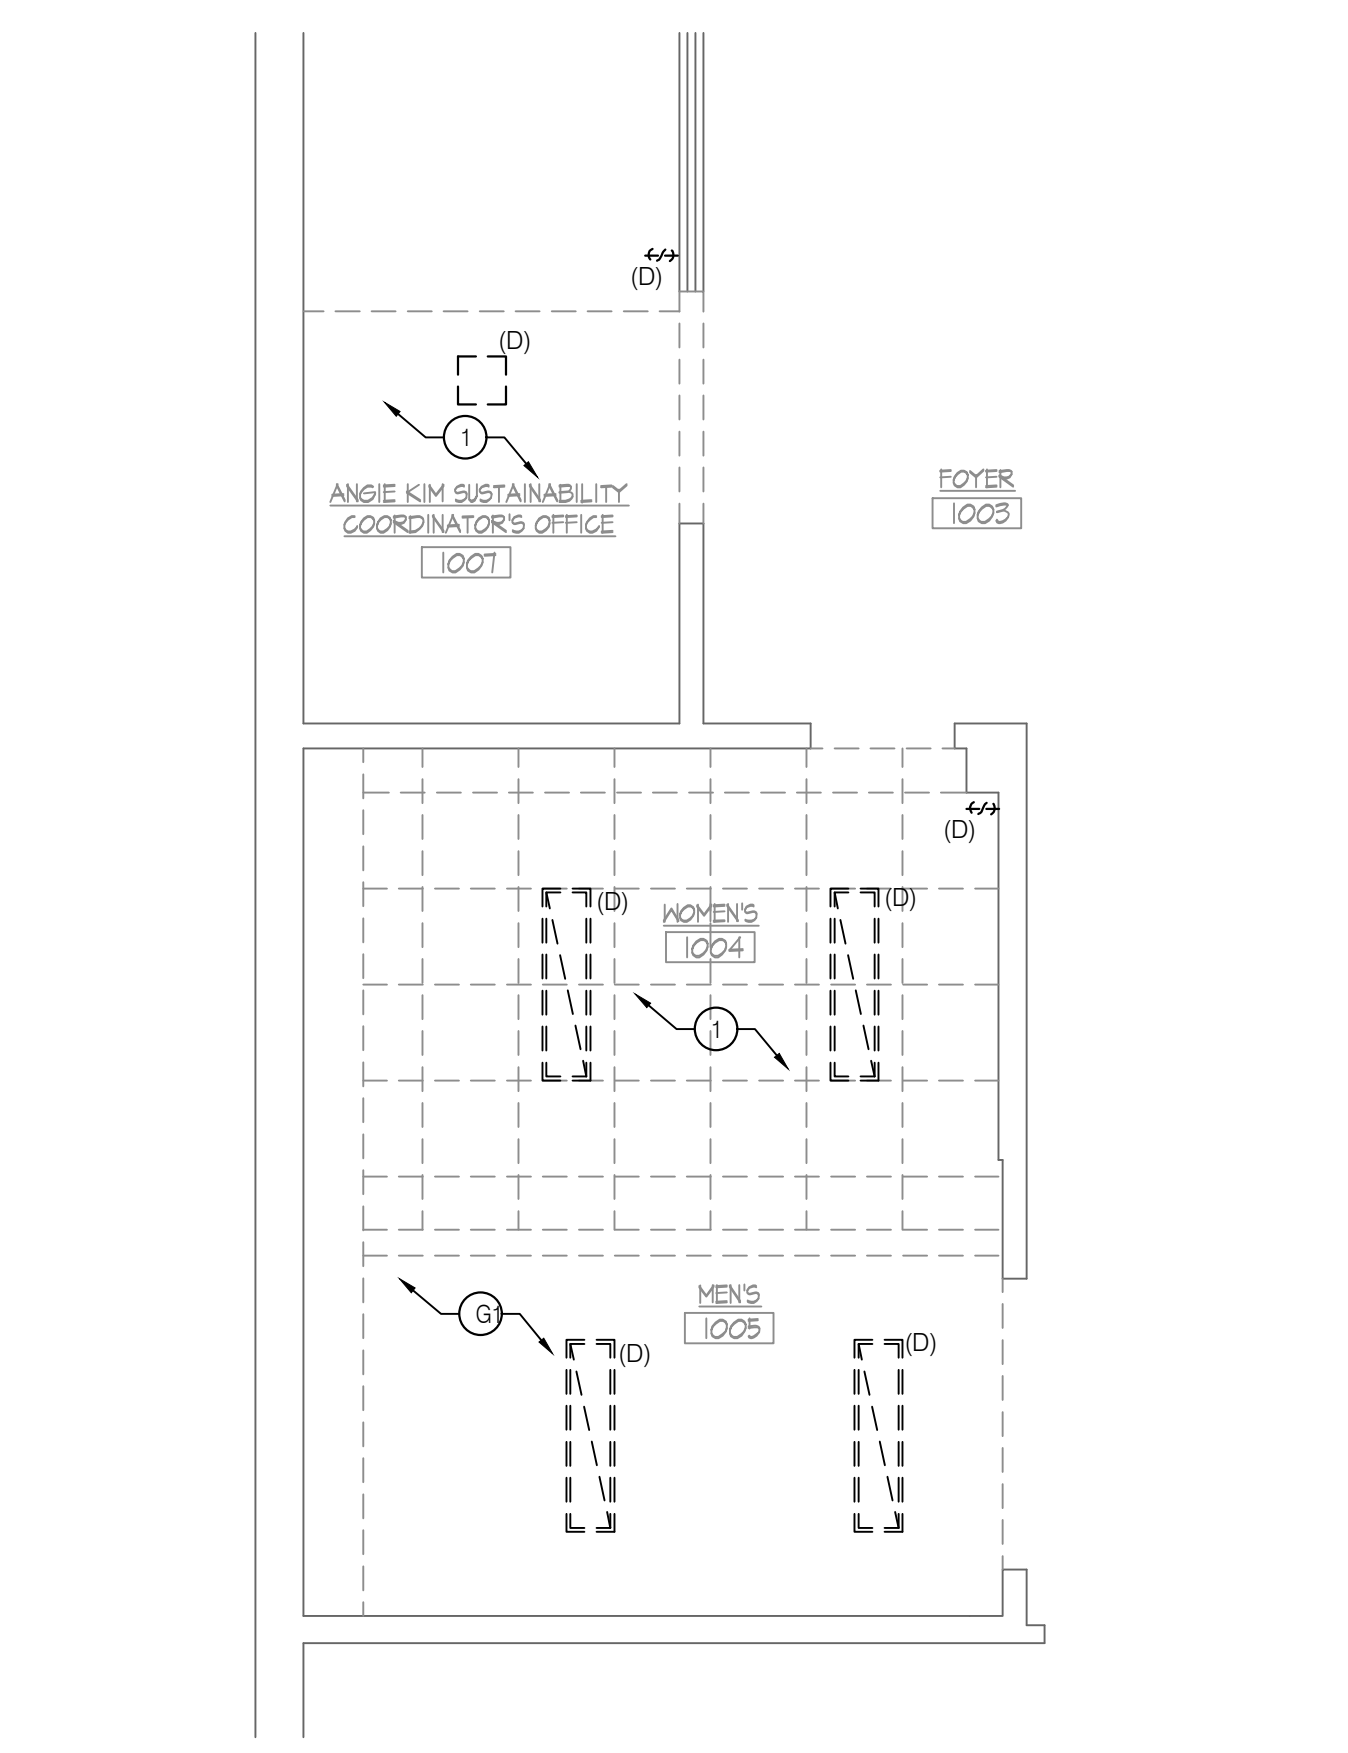 (D)
(D)
1
ANGIE KIM SUSTAINABILITY
COORDINATOR'S OFFICE
1007
FOYER
1003
(D)
(D)
(D)
WOMEN'S
1004
1
MEN'S
1005
G1
(D)
(D)